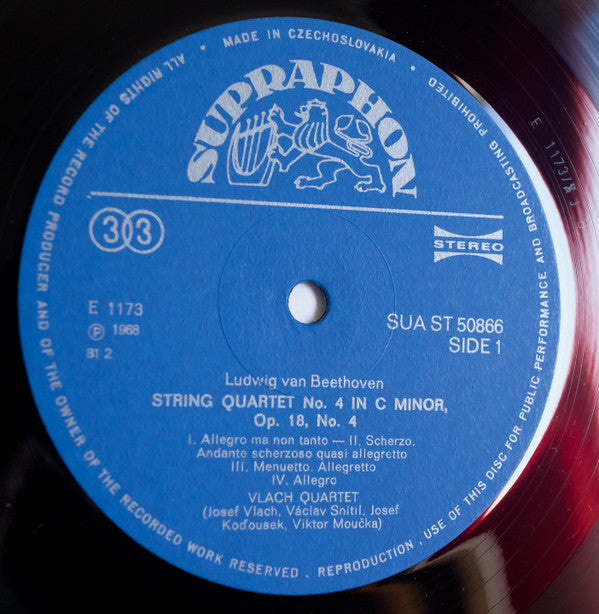 • MADE IN CZECHOSLOVAKIA •
ALL RIGHTS OF THE RECORD PRODUCER AND OF THE OWNER OF THE RECORDED WORK RESERVED . REPRODUCTION, USE OF THIS DISC FOR PUBLIC PERFORMANCE AND BROADCASTING PROHIBITED
SUPRAPHON
33
STEREO
E 1173
Ⓟ 1968
81 2
SUA ST 50866
SIDE 1
Ludwig van Beethoven
STRING QUARTET No. 4 IN C MINOR,
Op. 18, No. 4
I. Allegro ma non tanto — II. Scherzo.
Andante scherzoso quasi allegretto
III. Menuetto. Allegretto
IV. Allegro
VLACH QUARTET
(Josef Vlach, Václav Snítil, Josef
Koďousek, Viktor Moučka)